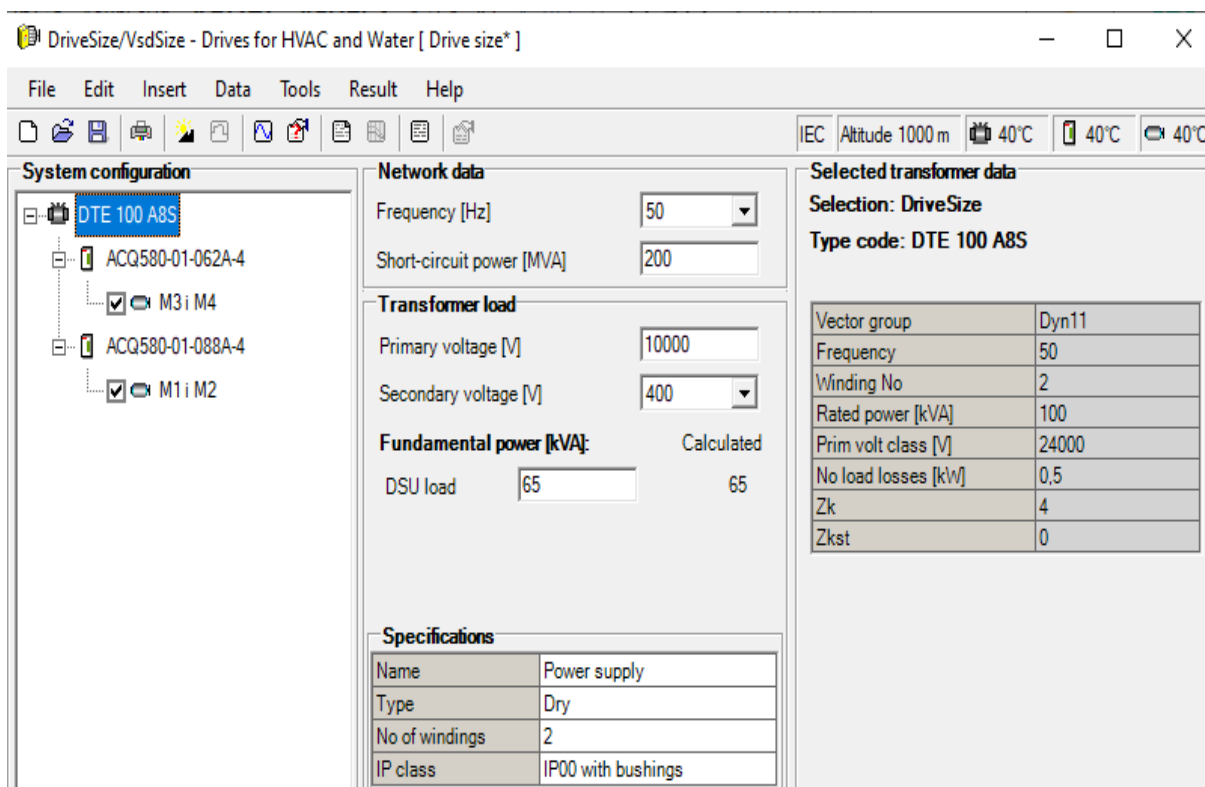 DriveSize/VsdSize - Drives for HVAC and Water [ Drive size* ]
File Edit Insert Data Tools Result Help
IEC Altitude 1000 m 40°C 40°C 40°C
System configuration
DTE 100 A8S
ACQ580-01-062A-4
M3 i M4
ACQ580-01-088A-4
M1 i M2
Network data
Frequency [Hz] 50
Short-circuit power [MVA] 200
Transformer load
Primary voltage [V] 10000
Secondary voltage [V] 400
Fundamental power [kVA]: Calculated
DSU load 65 65
Specifications
Name Power supply
Type Dry
No of windings 2
IP class IP00 with bushings
Selected transformer data
Selection: DriveSize
Type code: DTE 100 A8S
Vector group Dyn11
Frequency 50
Winding No 2
Rated power [kVA] 100
Prim volt class [V] 24000
No load losses [kW] 0,5
Zk 4
Zkst 0